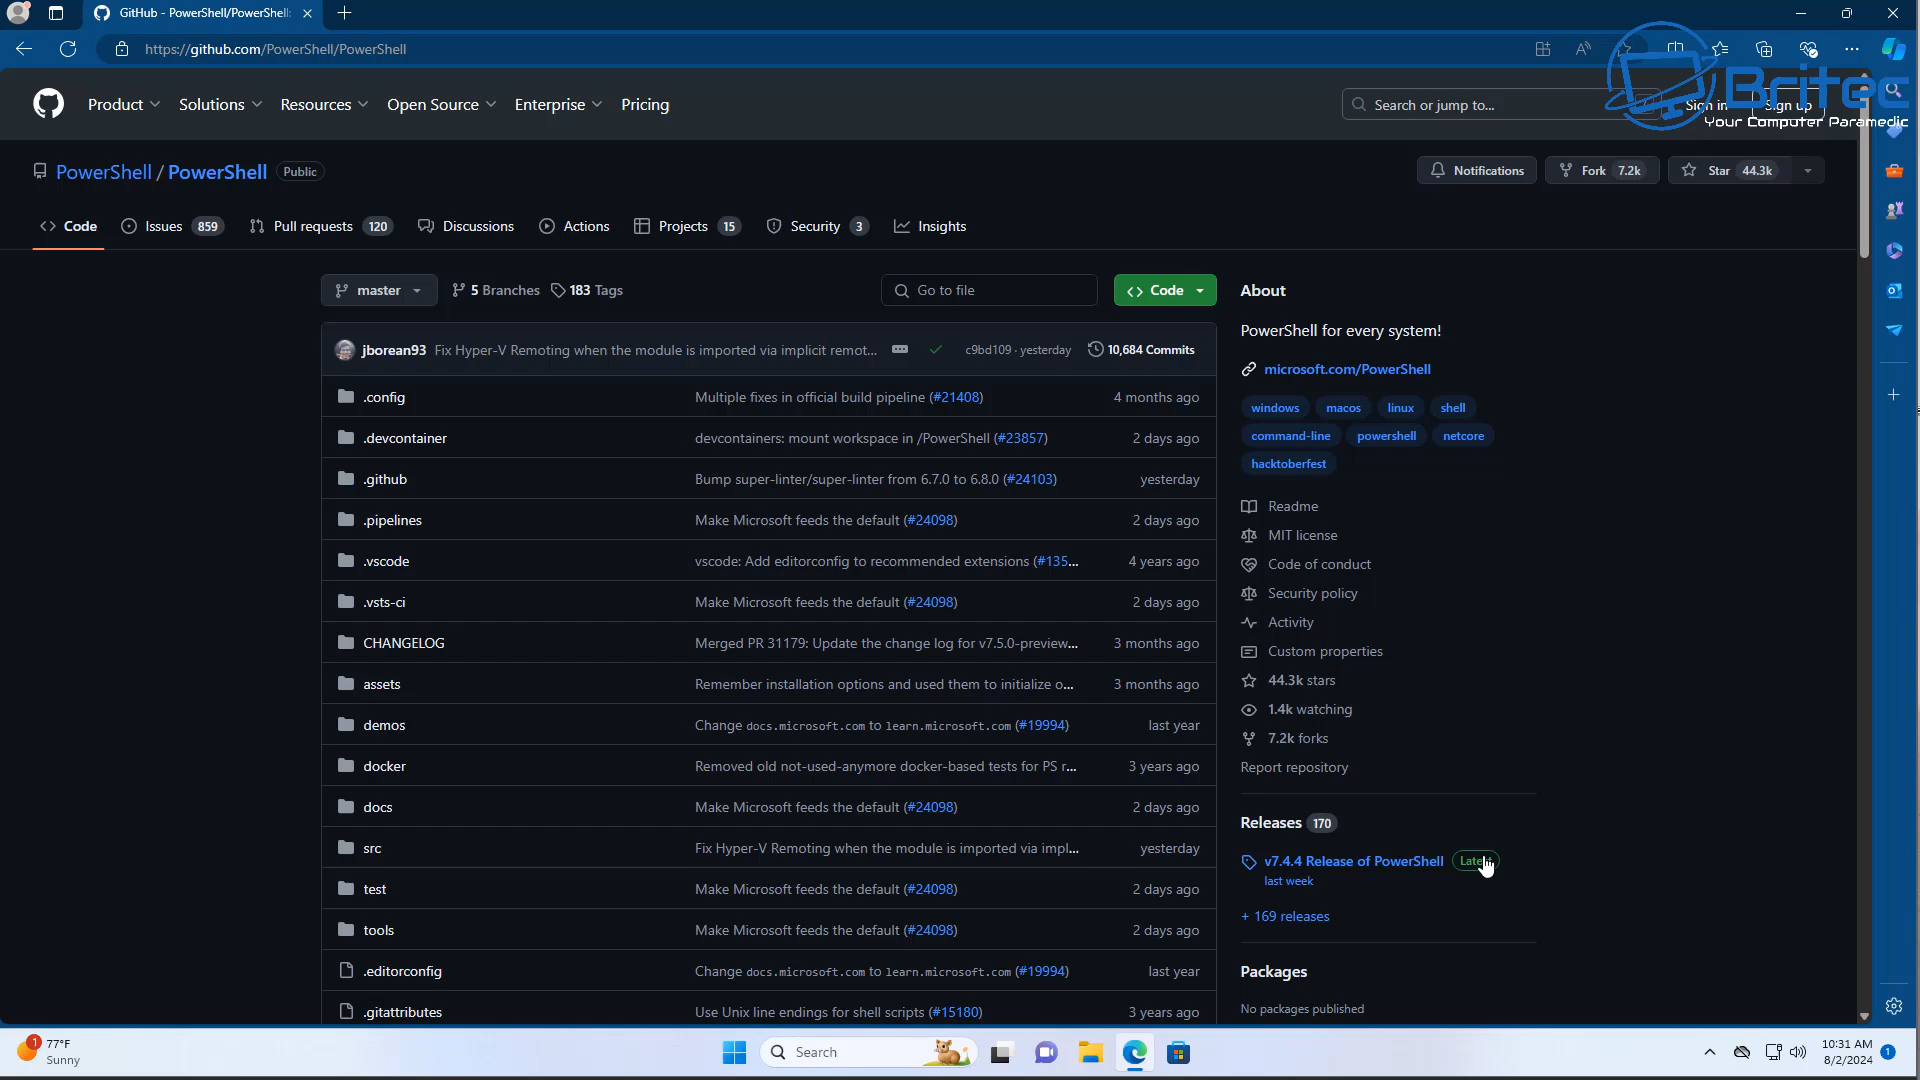 GitHub - PowerShell/PowerShell:
https://github.com/PowerShell/PowerShell
Britec
Your Computer Paramedic
Product
Solutions
Resources
Open Source
Enterprise
Pricing
Search or jump to...
Sign in
Sign up
PowerShell / PowerShell Public
Notifications
Fork 7.2k
Star 44.3k
Code
Issues 859
Pull requests 120
Discussions
Actions
Projects 15
Security 3
Insights
master
5 Branches
183 Tags
Go to file
Code
jborean93 Fix Hyper-V Remoting when the module is imported via implicit remot... c9bd109 · yesterday 10,684 Commits
.config Multiple fixes in official build pipeline (#21408) 4 months ago
.devcontainer devcontainers: mount workspace in /PowerShell (#23857) 2 days ago
.github Bump super-linter/super-linter from 6.7.0 to 6.8.0 (#24103) yesterday
.pipelines Make Microsoft feeds the default (#24098) 2 days ago
.vscode vscode: Add editorconfig to recommended extensions (#135... 4 years ago
.vsts-ci Make Microsoft feeds the default (#24098) 2 days ago
CHANGELOG Merged PR 31179: Update the change log for v7.5.0-preview... 3 months ago
assets Remember installation options and used them to initialize o... 3 months ago
demos Change docs.microsoft.com to learn.microsoft.com (#19994) last year
docker Removed old not-used-anymore docker-based tests for PS r... 3 years ago
docs Make Microsoft feeds the default (#24098) 2 days ago
src Fix Hyper-V Remoting when the module is imported via impl... yesterday
test Make Microsoft feeds the default (#24098) 2 days ago
tools Make Microsoft feeds the default (#24098) 2 days ago
.editorconfig Change docs.microsoft.com to learn.microsoft.com (#19994) last year
.gitattributes Use Unix line endings for shell scripts (#15180) 3 years ago
About
PowerShell for every system!
microsoft.com/PowerShell
windows macos linux shell
command-line powershell netcore
hacktoberfest
Readme
MIT license
Code of conduct
Security policy
Activity
Custom properties
44.3k stars
1.4k watching
7.2k forks
Report repository
Releases 170
v7.4.4 Release of PowerShell Latest
last week
+ 169 releases
Packages
No packages published
1
77°F
Sunny
Search
10:31 AM
8/2/2024
1